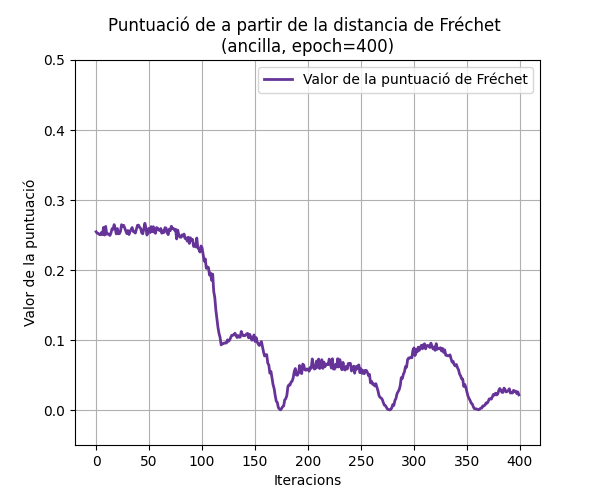 Puntuació de a partir de la distancia de Fréchet
(ancilla, epoch=400)
Valor de la puntuació de Fréchet
Valor de la puntuació
0.5
0.4
0.3
0.2
0.1
0.0
0 50 100 150 200 250 300 350 400
Iteracions